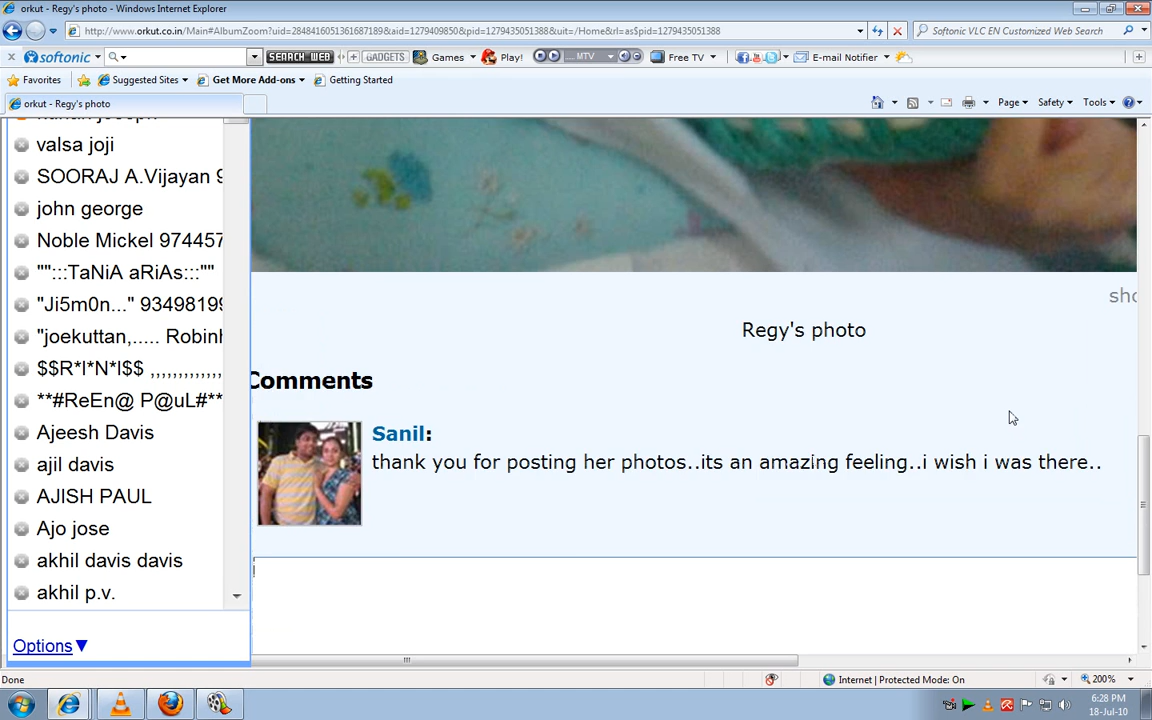 orkut - Regy's photo - Windows Internet Explorer
http://www.orkut.co.in/Main#AlbumZoom?uid=2848416051361687189&aid=1279409850&pid=1279435051388&uit=/Home&rl=as$pid=1279435051388
Softonic VLC EN Customized Web Search
softonic SEARCH WEB GADGETS Games Play! MTV Free TV E-mail Notifier
Favorites Suggested Sites Get More Add-ons Getting Started
orkut - Regy's photo
Page Safety Tools
valsa joji
SOORAJ A.Vijayan 9
john george
Noble Mickel 974457
"":::TaNiA aRiAs:::""
"Ji5m0n..." 9349819
"joekuttan,..... Robin
$$R*I*N*I$$ ,,,,,,,,,,,,,
**#ReEn@ P@uL#**
Ajeesh Davis
ajil davis
AJISH PAUL
Ajo jose
akhil davis davis
akhil p.v.
Options▼
sho
Regy's photo
Comments
Sanil:
thank you for posting her photos..its an amazing feeling..i wish i was there..
Done
Internet | Protected Mode: On
200%
6:28 PM
18-Jul-10